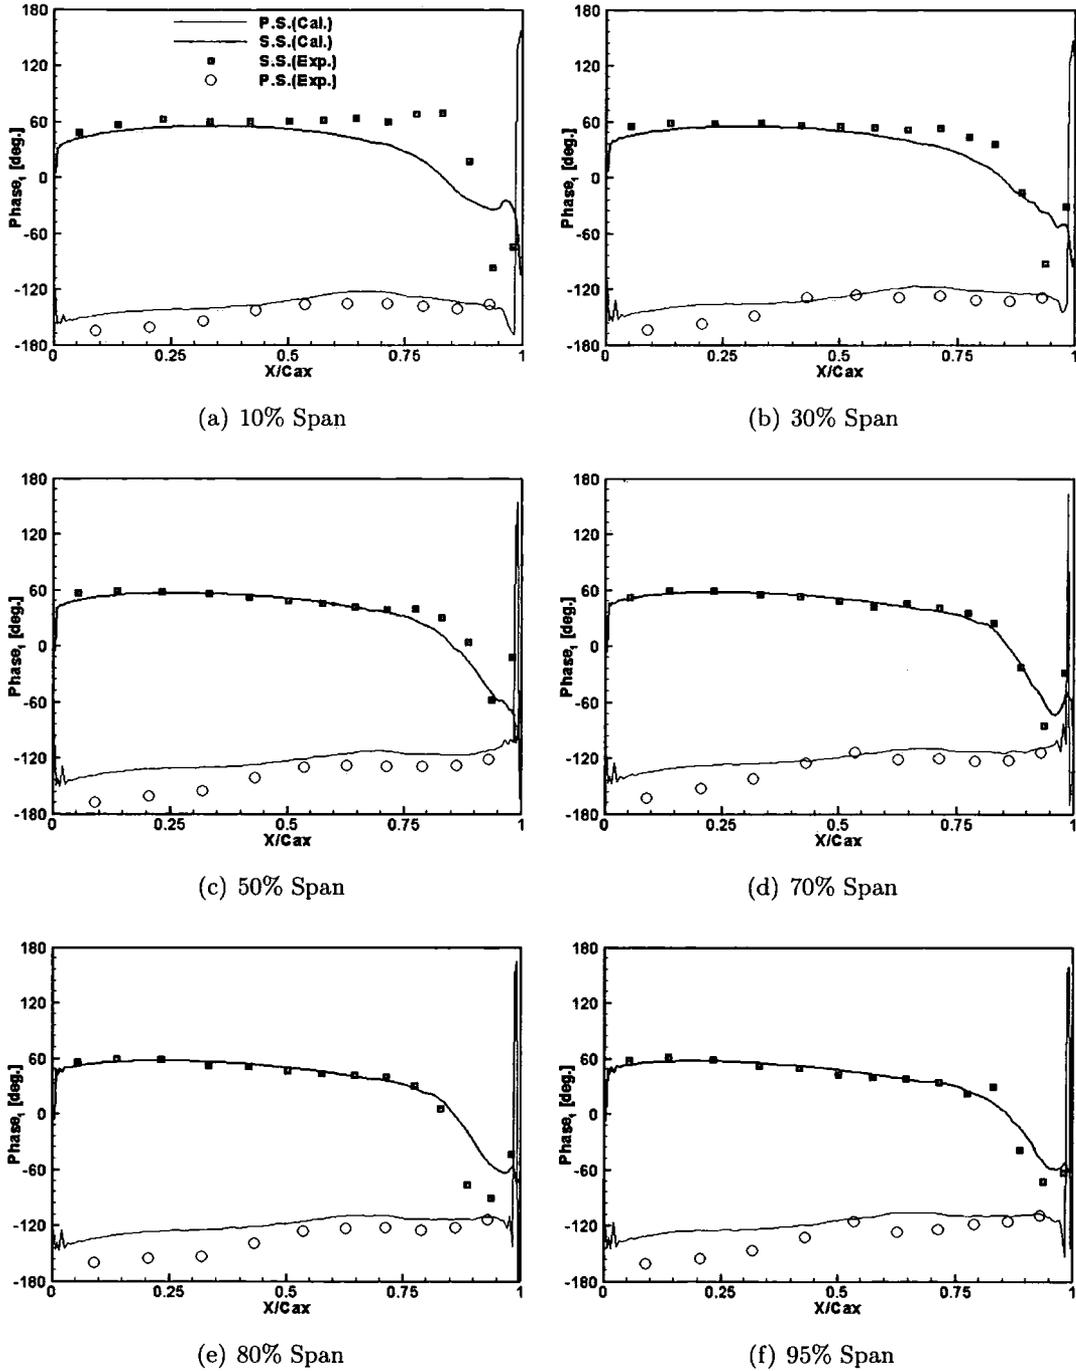 180
120
60
0
-60
-120
-180
Phase₁ [deg.]
P.S.(Cal.)
S.S.(Cal.)
S.S.(Exp.)
P.S.(Exp.)
0 0.25 0.5 0.75 1
X/Cax
(a) 10% Span
180
120
60
0
-60
-120
-180
Phase₁ [deg.]
0 0.25 0.5 0.75 1
X/Cax
(b) 30% Span
180
120
60
0
-60
-120
-180
Phase₁ [deg.]
0 0.25 0.5 0.75 1
X/Cax
(c) 50% Span
180
120
60
0
-60
-120
-180
Phase₁ [deg.]
0 0.25 0.5 0.75 1
X/Cax
(d) 70% Span
180
120
60
0
-60
-120
-180
Phase₁ [deg.]
0 0.25 0.5 0.75 1
X/Cax
(e) 80% Span
180
120
60
0
-60
-120
-180
Phase₁ [deg.]
0 0.25 0.5 0.75 1
X/Cax
(f) 95% Span